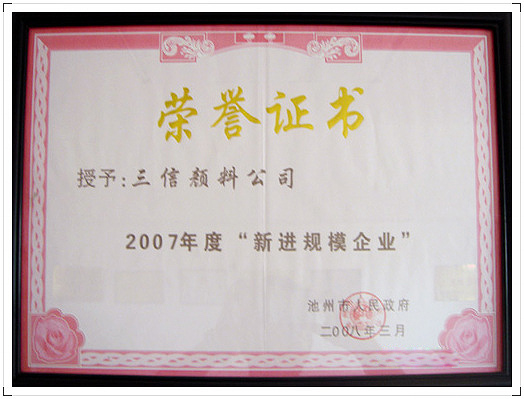 荣誉证书
授予:三信颜料公司
2007年度“新进规模企业”
池州市人民政府
二00八年三月